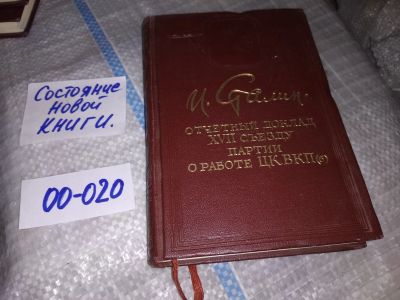 Состояние
новой
книги.
00-020
И. Сталин.
ОТЧЕТНЫЙ ДОКЛАД
XVII СЪЕЗДУ
ПАРТИИ
О РАБОТЕ ЦК ВКП(б)